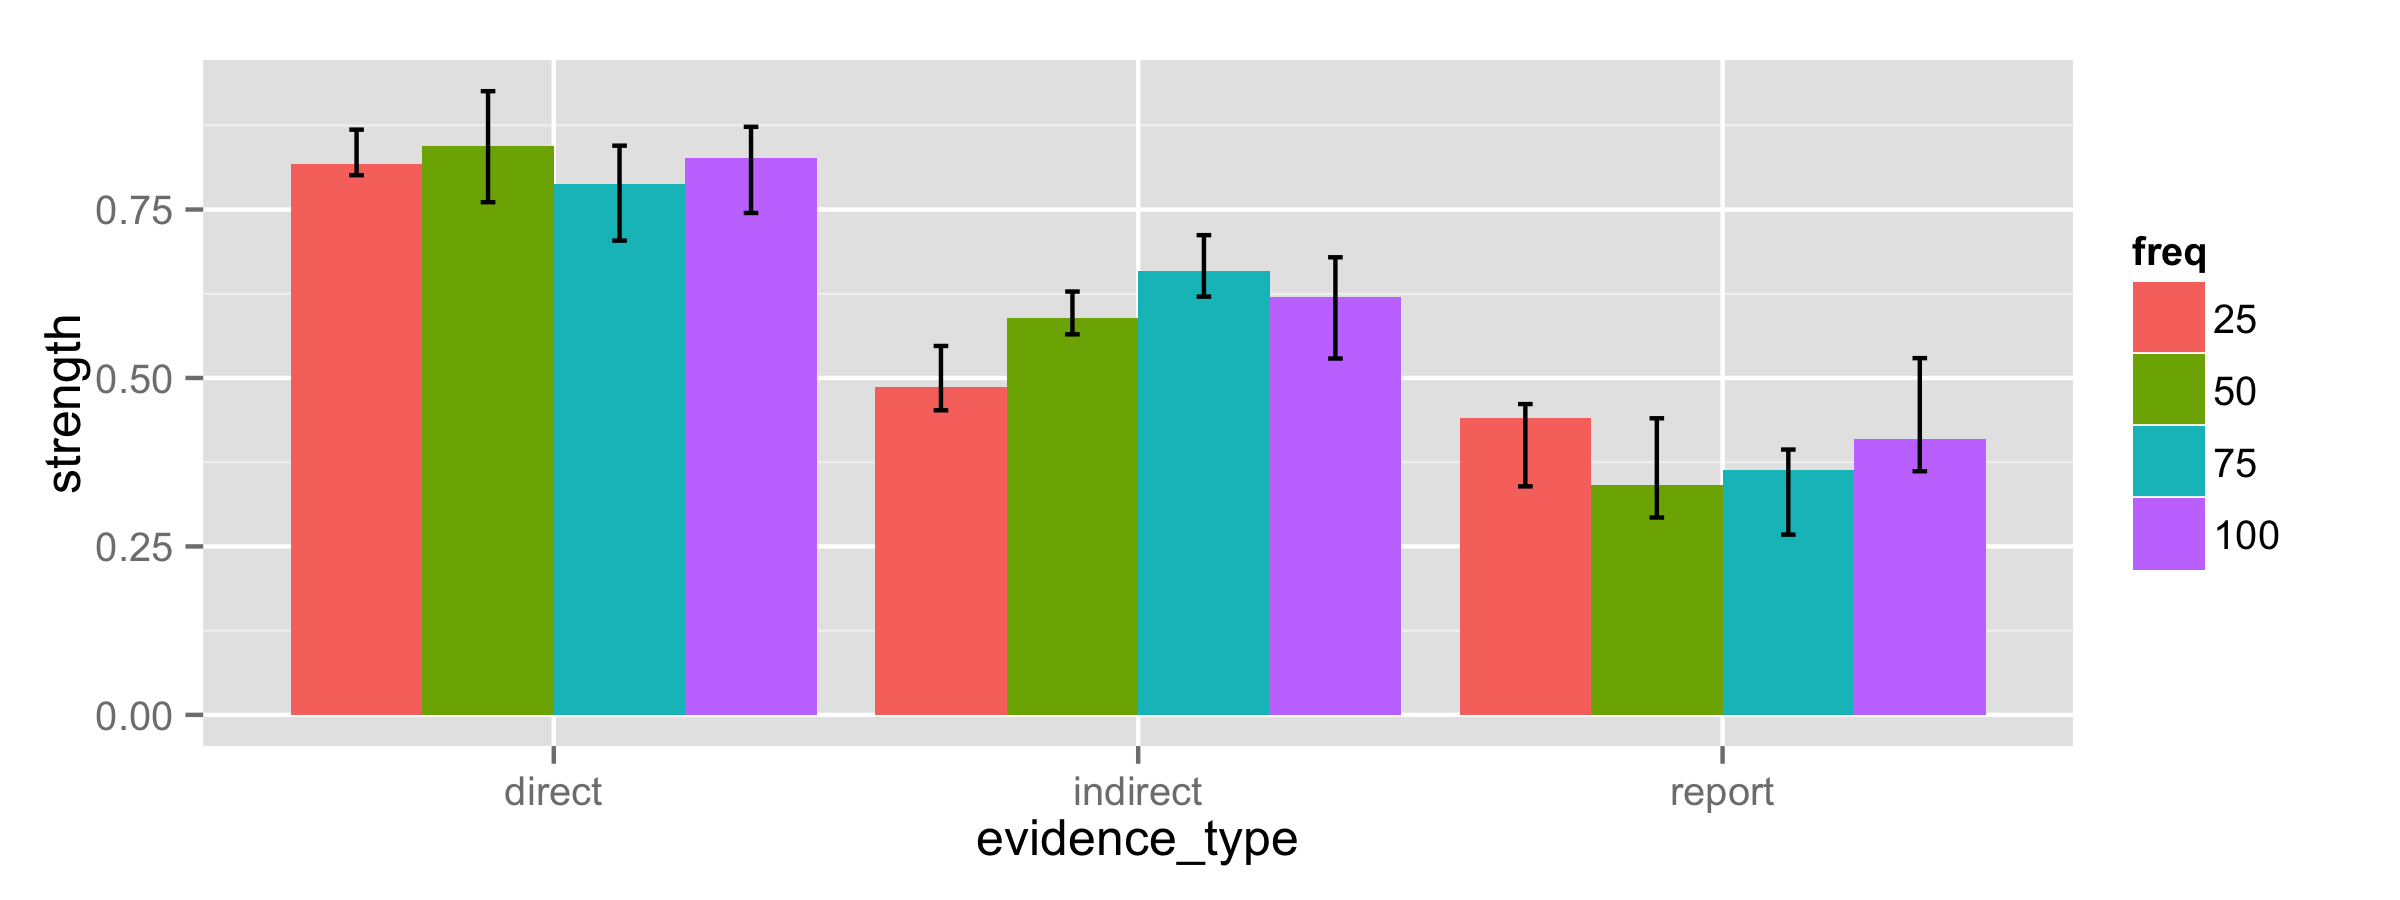 strength
0.75
0.50
0.25
0.00
direct
indirect
report
evidence_type
freq
25
50
75
100